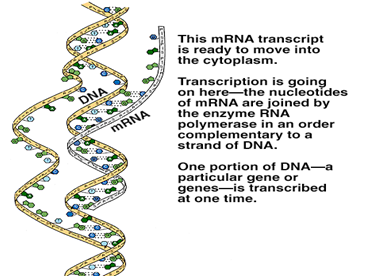 This mRNA transcript
is ready to move into
the cytoplasm.
Transcription is going
on here—the nucleotides
of mRNA are joined by
the enzyme RNA
polymerase in an order
complementary to a
strand of DNA.
One portion of DNA—a
particular gene or
genes—is transcribed
at one time.
DNA
mRNA